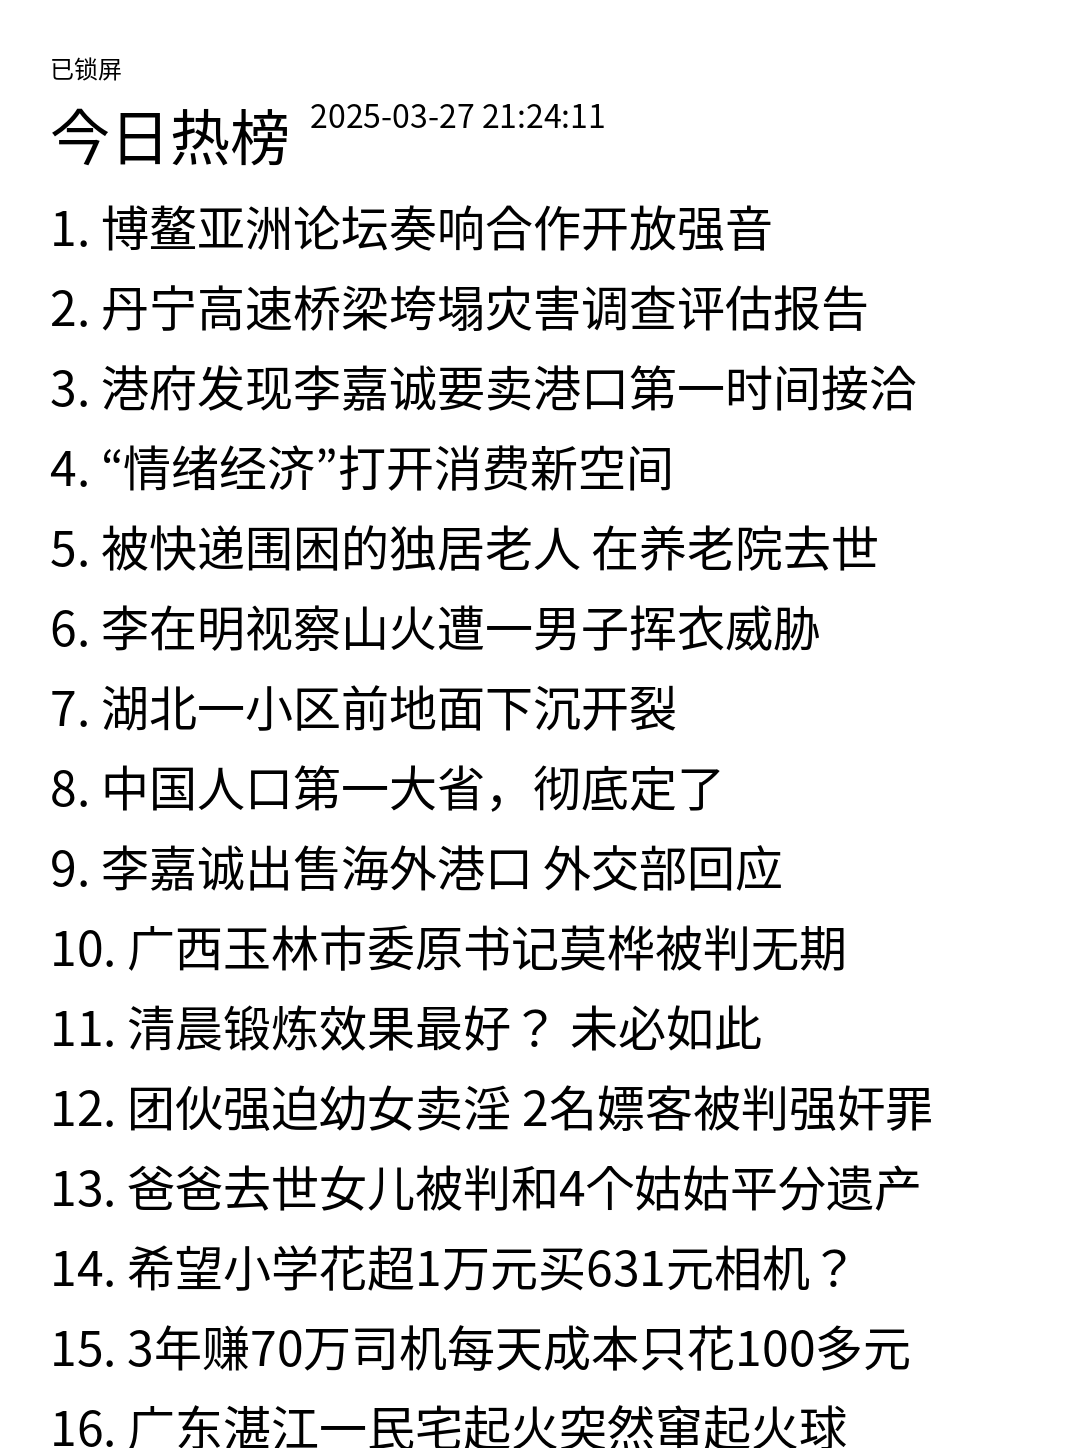 已锁屏
今日热榜 2025-03-27 21:24:11
1. 博鳌亚洲论坛奏响合作开放强音
2. 丹宁高速桥梁垮塌灾害调查评估报告
3. 港府发现李嘉诚要卖港口第一时间接洽
4. “情绪经济”打开消费新空间
5. 被快递围困的独居老人 在养老院去世
6. 李在明视察山火遭一男子挥衣威胁
7. 湖北一小区前地面下沉开裂
8. 中国人口第一大省，彻底定了
9. 李嘉诚出售海外港口 外交部回应
10. 广西玉林市委原书记莫桦被判无期
11. 清晨锻炼效果最好？ 未必如此
12. 团伙强迫幼女卖淫 2名嫖客被判强奸罪
13. 爸爸去世女儿被判和4个姑姑平分遗产
14. 希望小学花超1万元买631元相机？
15. 3年赚70万司机每天成本只花100多元
16. 广东湛江一民宅起火突然窜起火球